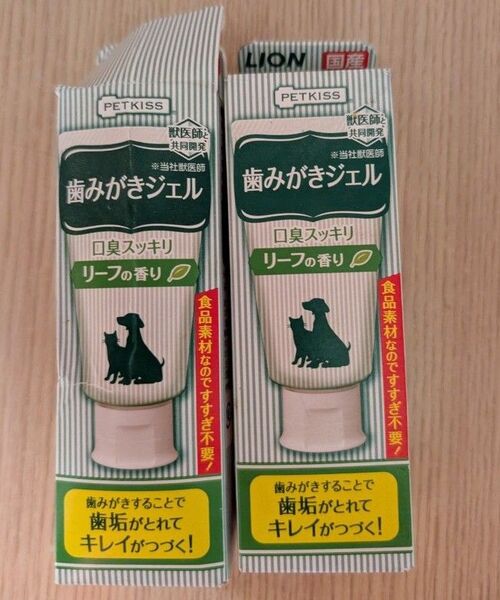 PETKISS
獣医師と
共同開発
※当社獣医師
歯みがきジェル
口臭スッキリ
リーフの香り
食品素材なのですすぎ不要!
歯みがきすることで
歯垢がとれて
キレイがつづく!
LION
国産
PETKISS
獣医師と
共同開発
※当社獣医師
歯みがきジェル
口臭スッキリ
リーフの香り
食品素材なのですすぎ不要!
歯みがきすることで
歯垢がとれて
キレイがつづく!